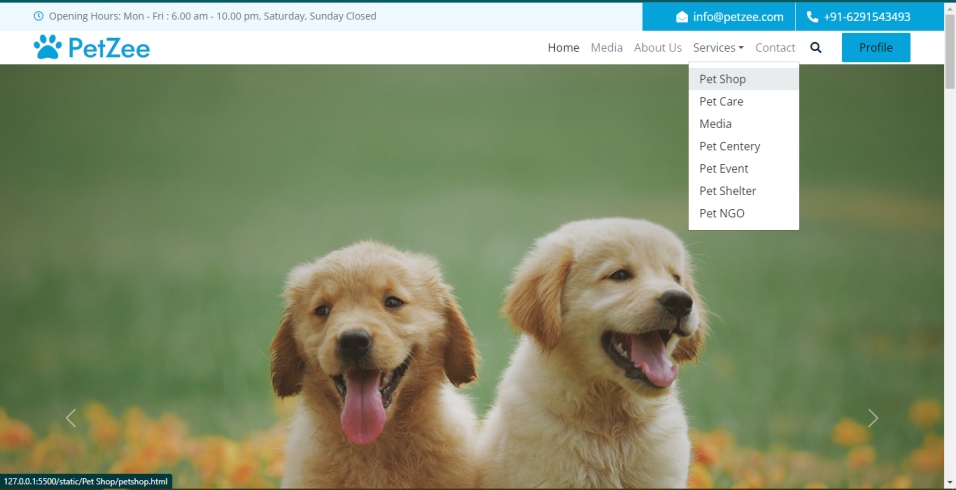 Opening Hours: Mon - Fri : 6.00 am - 10.00 pm, Saturday, Sunday Closed
info@petzee.com
+91-6291543493
PetZee
Home Media About Us Services Contact
Profile
Pet Shop
Pet Care
Media
Pet Centery
Pet Event
Pet Shelter
Pet NGO
127.0.0.1:5500/static/Pet Shop/petshop.html